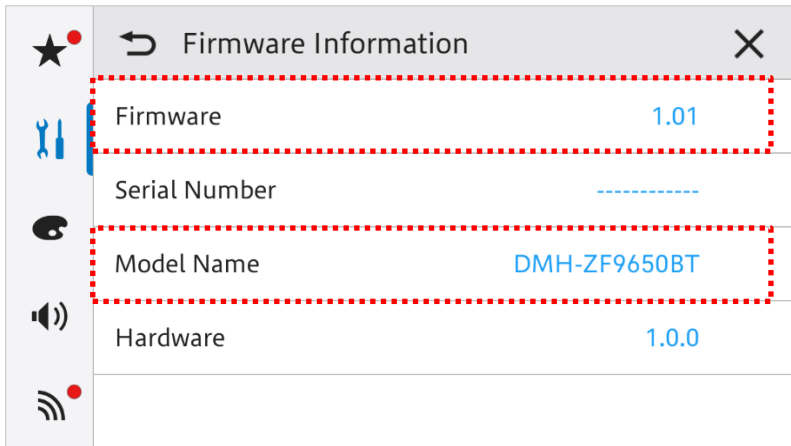 Firmware Information
Firmware 1.01
Serial Number ------------
Model Name DMH-ZF9650BT
Hardware 1.0.0